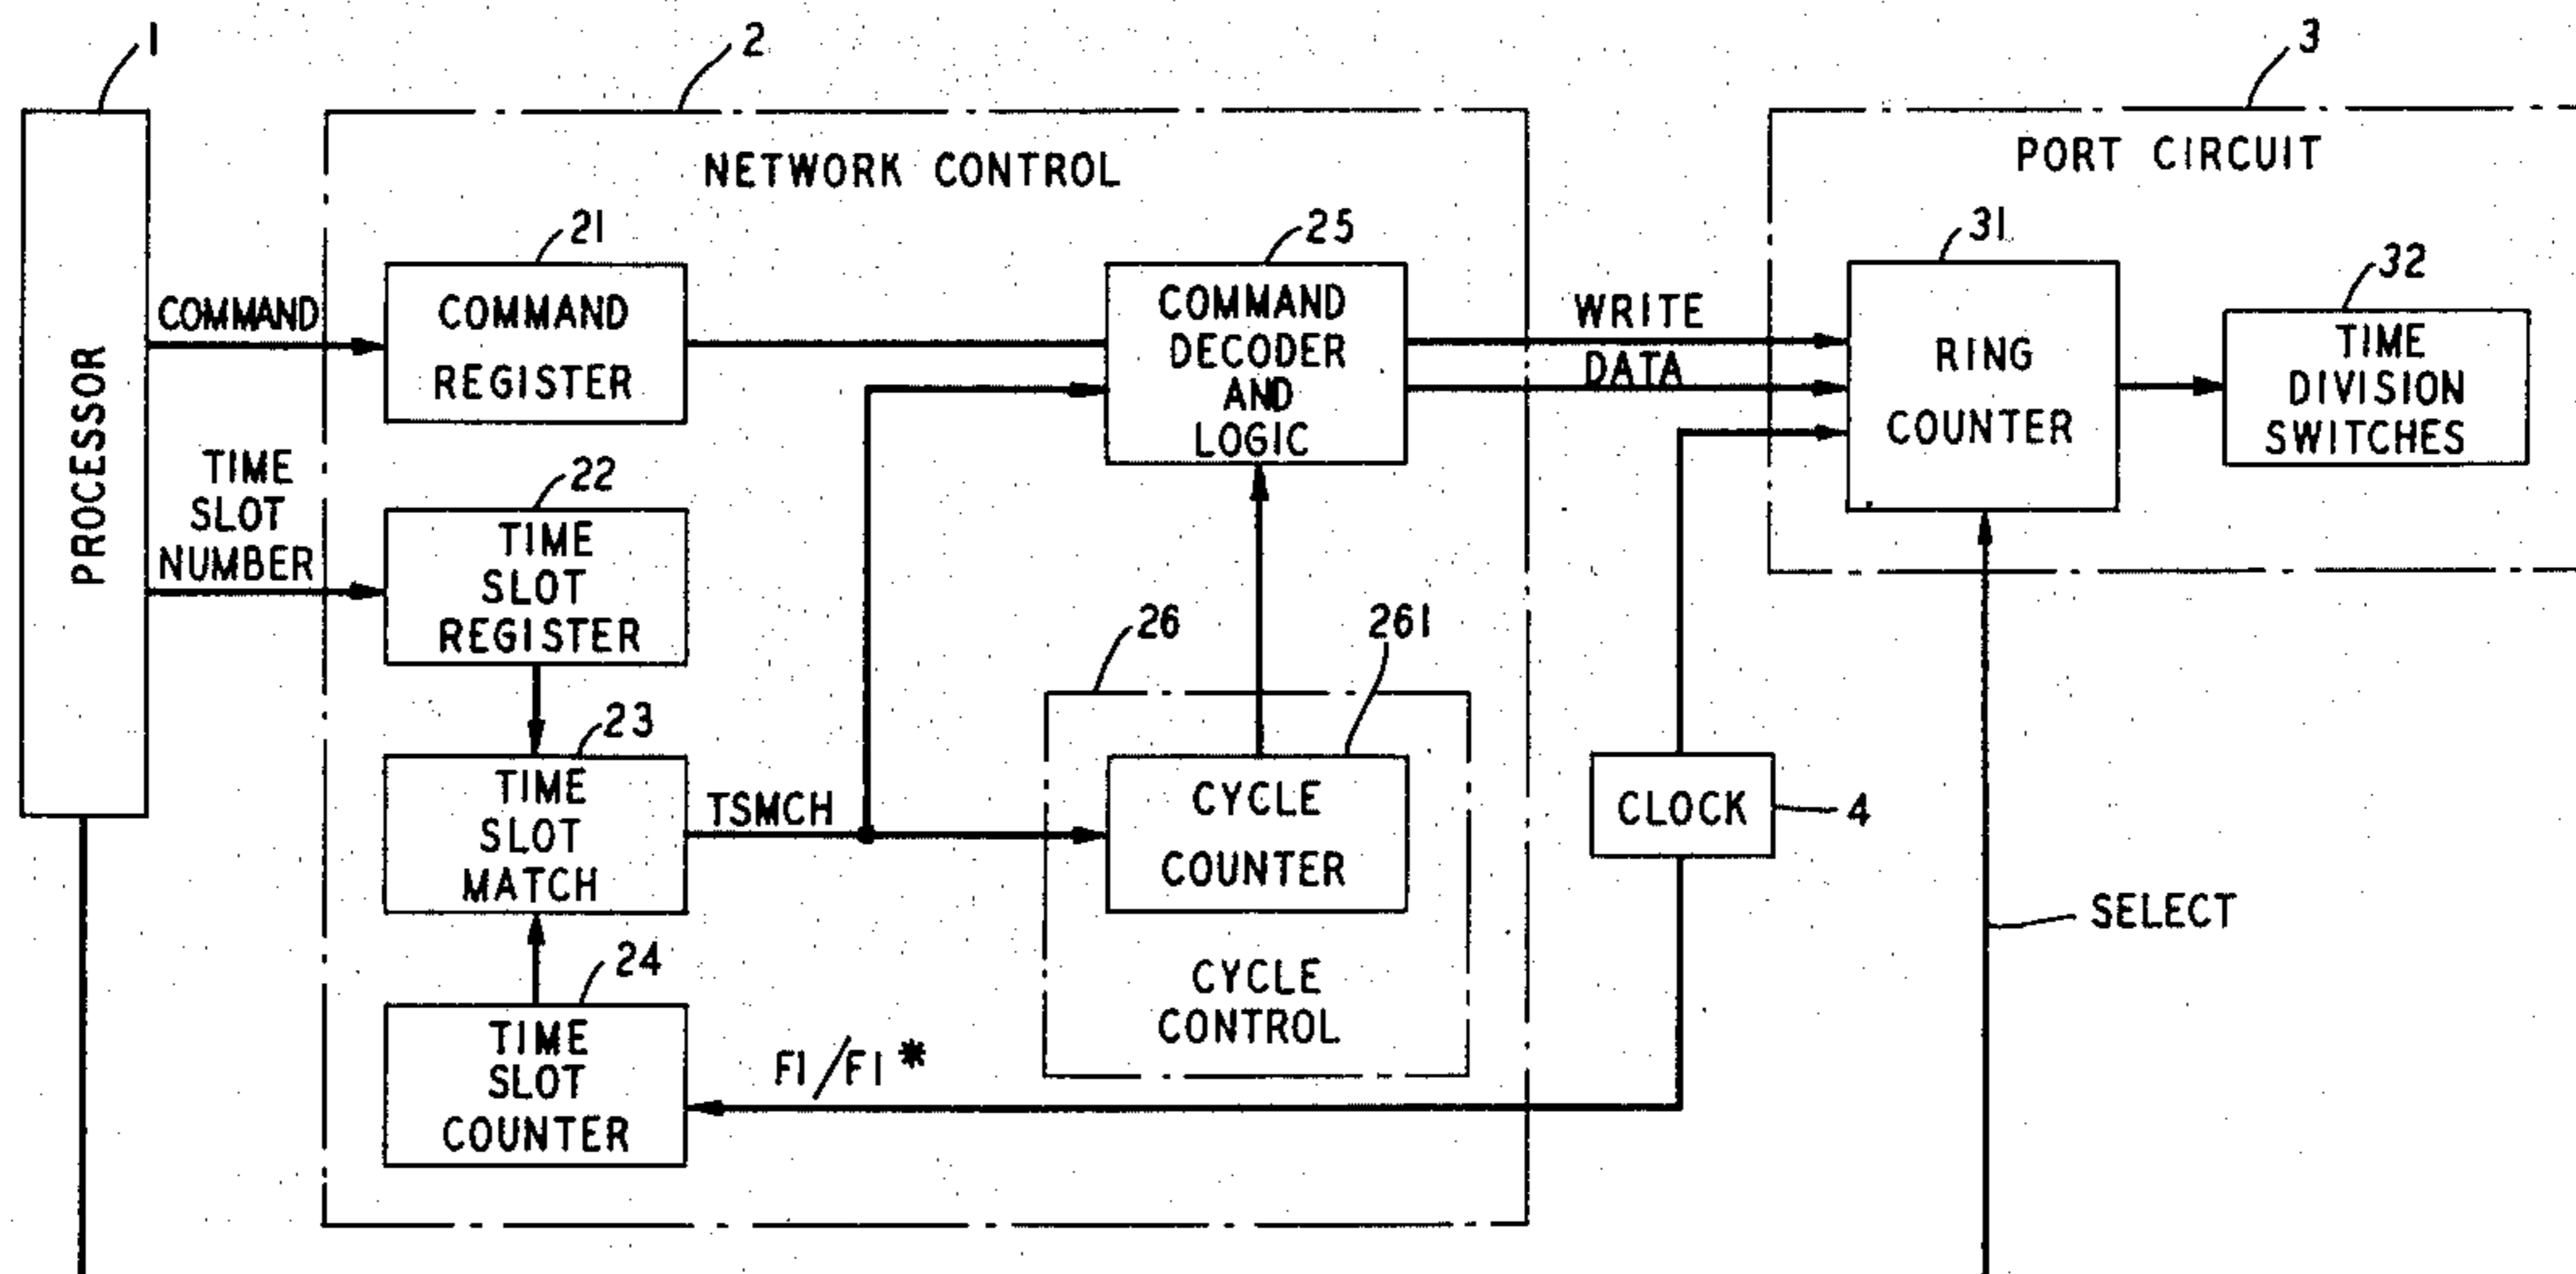 1
2
3
NETWORK CONTROL
PORT CIRCUIT
PROCESSOR
COMMAND
TIME
SLOT
NUMBER
21
COMMAND
REGISTER
22
TIME
SLOT
REGISTER
23
TIME
SLOT
MATCH
24
TIME
SLOT
COUNTER
TSMCH
F1/F1*
25
COMMAND
DECODER
AND
LOGIC
26
261
CYCLE
COUNTER
CYCLE
CONTROL
WRITE
DATA
31
RING
COUNTER
32
TIME
DIVISION
SWITCHES
CLOCK
4
SELECT